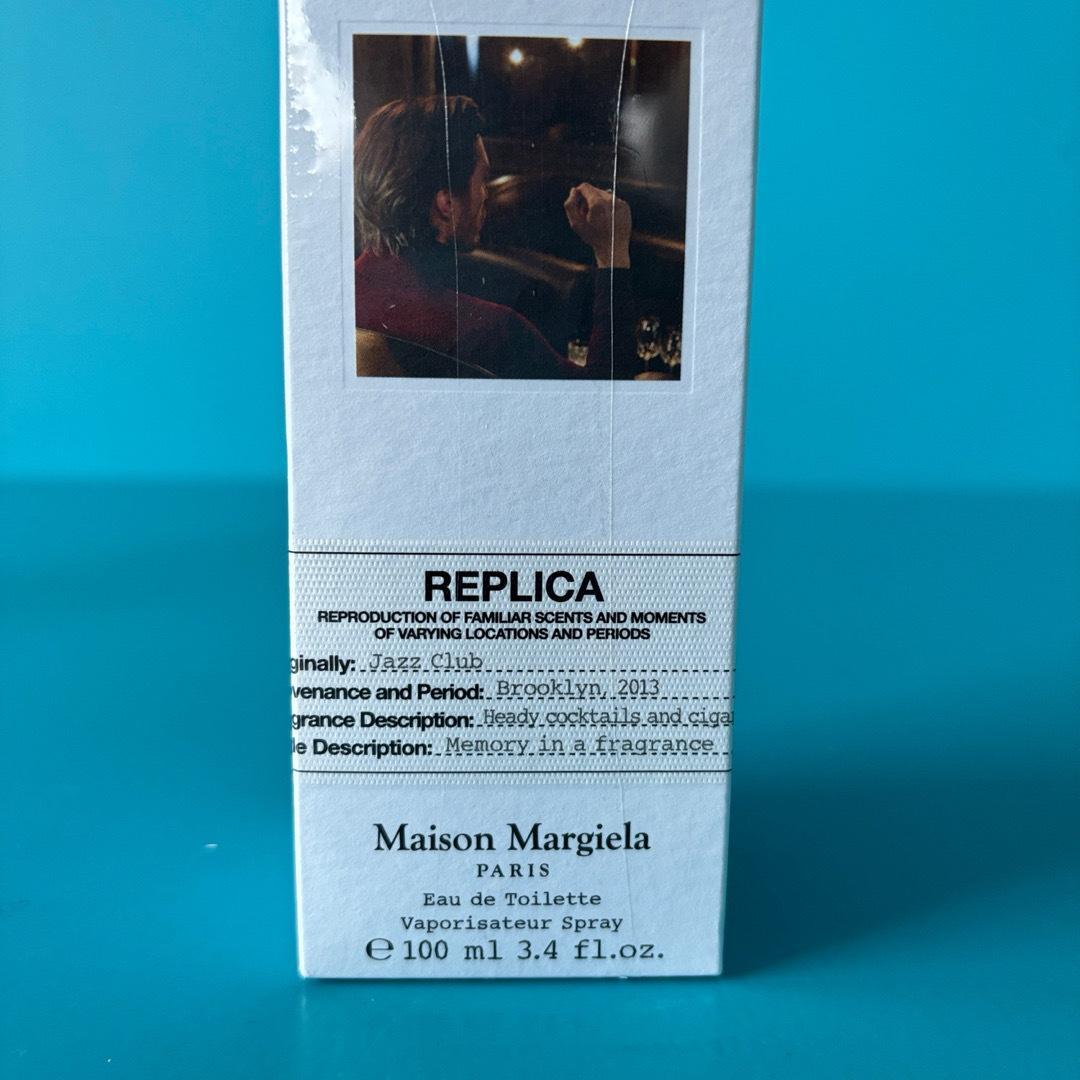 REPLICA
REPRODUCTION OF FAMILIAR SCENTS AND MOMENTS
OF VARYING LOCATIONS AND PERIODS
ginally: Jazz Club
venance and Period: Brooklyn, 2013
grance Description: Heady cocktails and cigar
le Description: Memory in a fragrance
Maison Margiela
PARIS
Eau de Toilette
Vaporisateur Spray
℮ 100 ml 3.4 fl.oz.